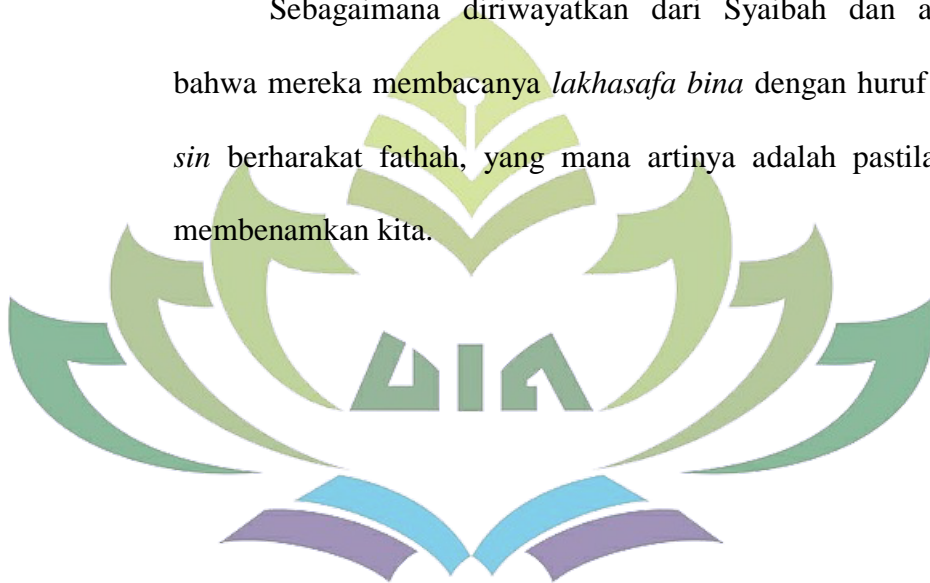 Sebagaimana diriwayatkan dari Syaibah dan
bahwa mereka membacanya lakhasafa bina dengan huruf
sin berharakat fathah, yang mana artinya adalah
membenamkan kita.
UIN